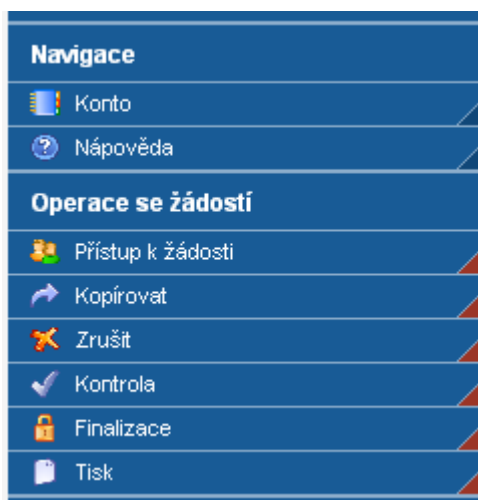 Navigace
Konto
Nápověda
Operace se žádostí
Přístup k žádosti
Kopírovat
Zrušit
Kontrola
Finalizace
Tisk